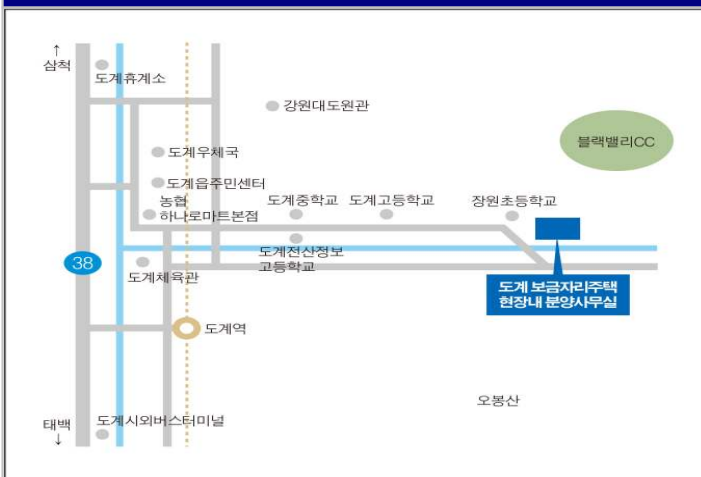 ↑
삼척
도계휴게소
강원대도원관
블랙밸리CC
도계우체국
도계읍주민센터
농협
하나로마트본점
도계중학교
도계고등학교
장원초등학교
38
도계체육관
도계전산정보
고등학교
도계 보금자리주택
현장내 분양사무실
도계역
오봉산
태백
↓
도계시외버스터미널